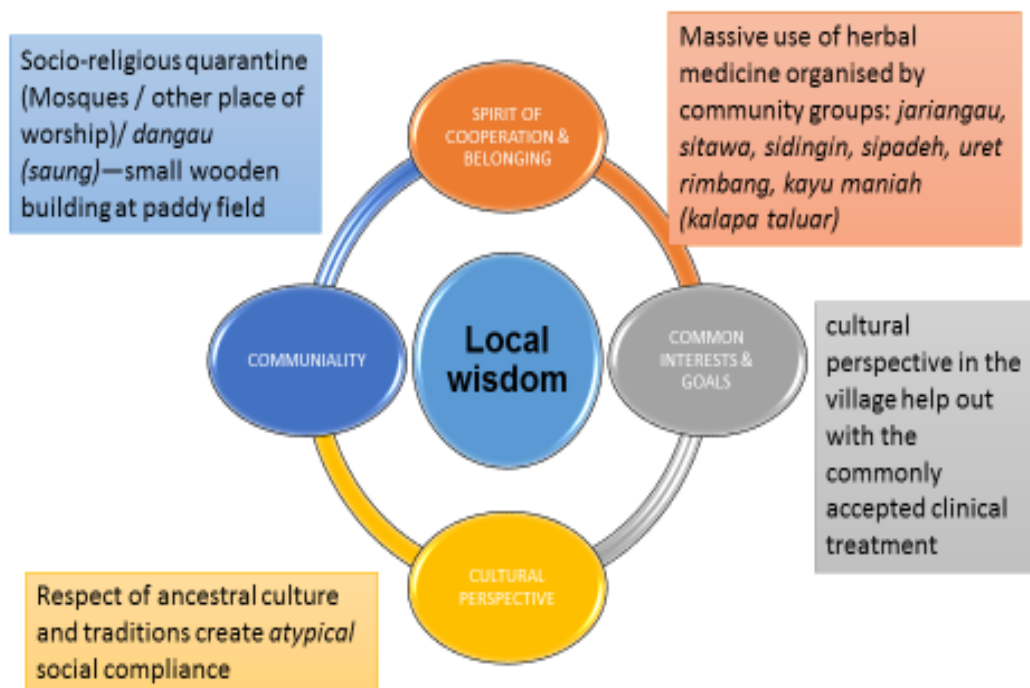 Socio-religious quarantine
(Mosques / other place of
worship)/ dangau
(saung)—small wooden
building at paddy field
SPIRIT OF
COOPERATION &
BELONGING
Massive use of herbal
medicine organised by
community groups: jariangau,
sitawa, sidingin, sipadeh, uret
rimbang, kayu maniah
(kalapa taluar)
COMMUNIALITY
Local
wisdom
COMMON
INTERESTS &
GOALS
cultural
perspective in the
village help out
with the
commonly
accepted clinical
treatment
CULTURAL
PERSPECTIVE
Respect of ancestral culture
and traditions create atypical
social compliance